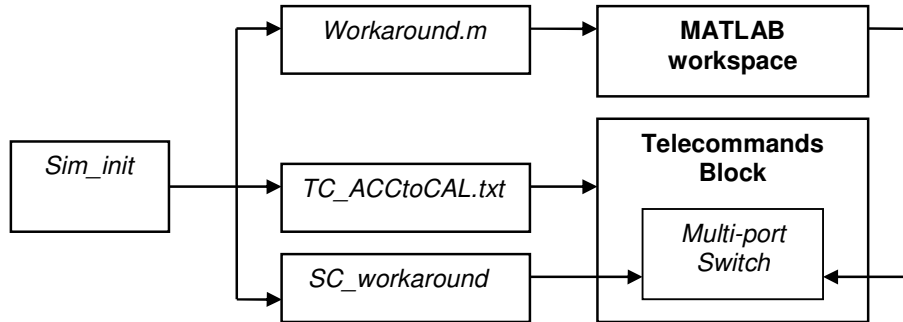 Workaround.m
MATLAB
workspace
Sim_init
TC_ACCtoCAL.txt
Telecommands
Block
SC_workaround
Multi-port
Switch